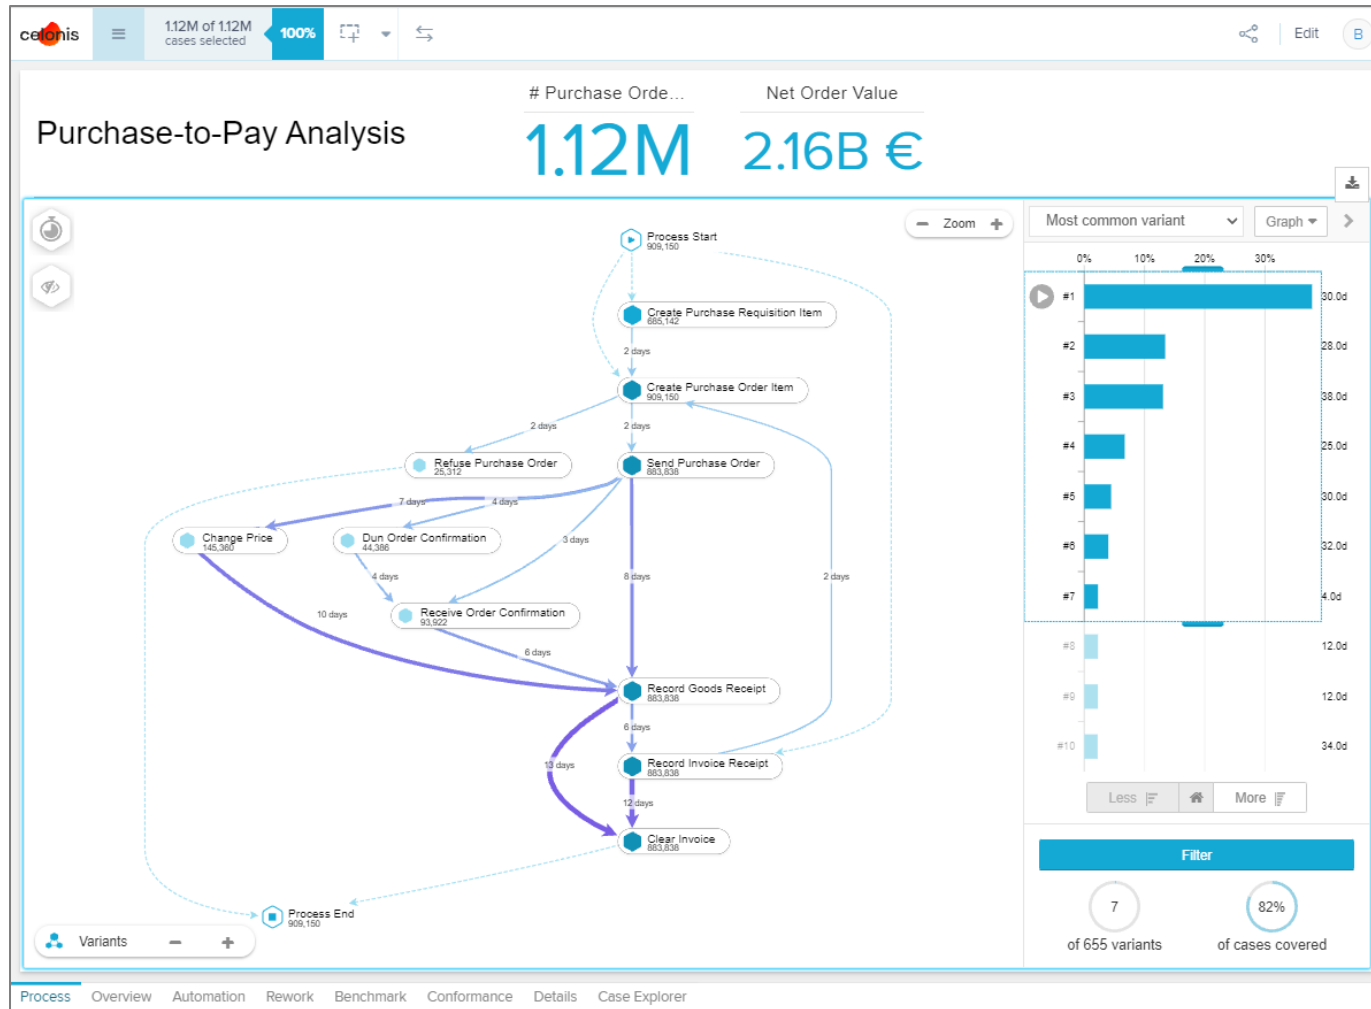 celonis
1.12M of 1.12M
cases selected
100%
Edit
B
Purchase-to-Pay Analysis
# Purchase Orde...
1.12M
Net Order Value
2.16B €
Zoom
Most common variant
Graph
Process Start
909,150
Create Purchase Requisition Item
665,142
2 days
Create Purchase Order Item
909,150
2 days
2 days
Refuse Purchase Order
25,312
Send Purchase Order
883,838
7 days
4 days
Change Price
145,360
Dun Order Confirmation
44,386
3 days
4 days
8 days
2 days
Receive Order Confirmation
93,922
10 days
6 days
Record Goods Receipt
883,838
6 days
Record Invoice Receipt
883,838
13 days
12 days
Clear Invoice
883,838
Process End
909,150
Variants
0% 10% 20% 30%
#1 30.0d
#2 28.0d
#3 38.0d
#4 25.0d
#5 30.0d
#6 32.0d
#7 4.0d
#8 12.0d
#9 12.0d
#10 34.0d
Less
More
Filter
7
of 655 variants
82%
of cases covered
Process Overview Automation Rework Benchmark Conformance Details Case Explorer